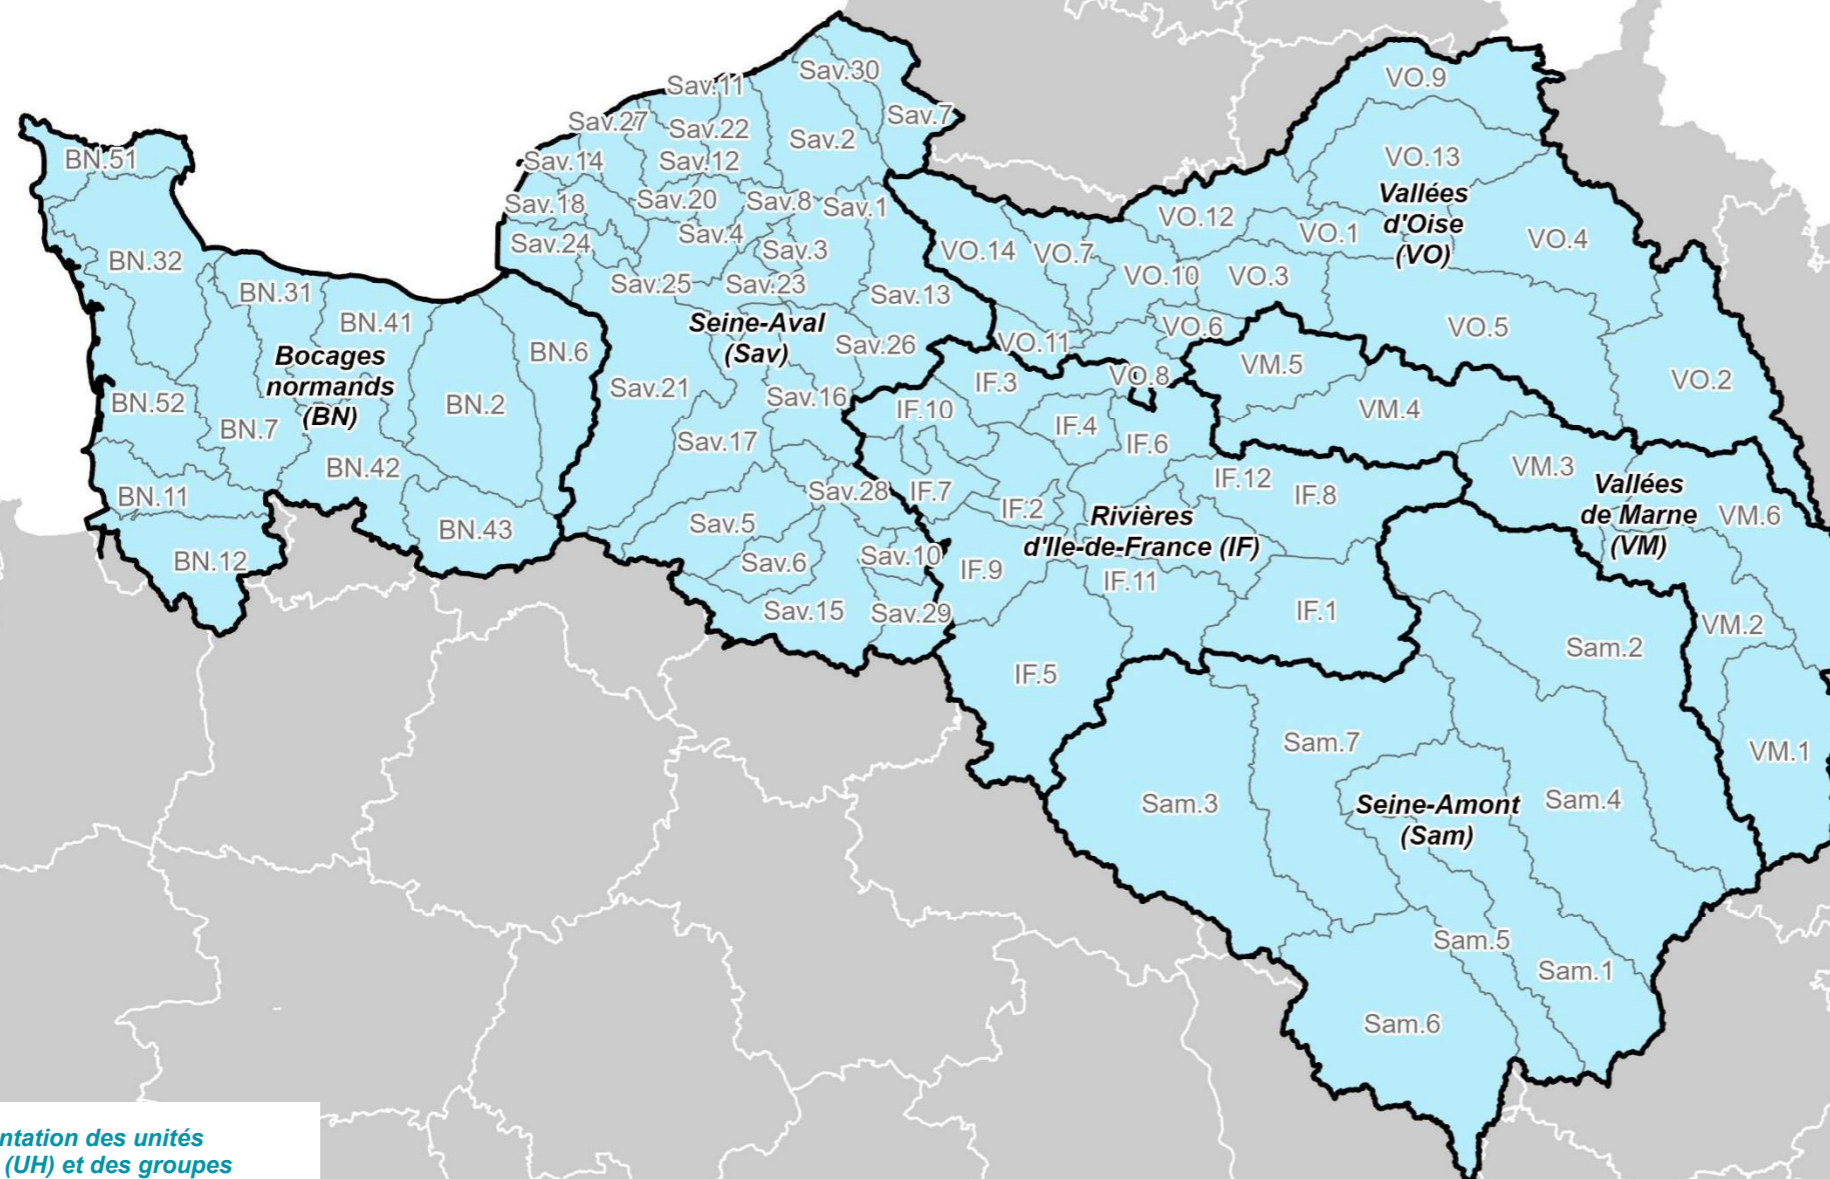 Sav.30
Sav.11
Sav.7
Sav.27
Sav.22
Sav.2
Sav.14
Sav.12
Sav.18
Sav.20
Sav.8
Sav.1
Sav.24
Sav.4
Sav.3
Sav.25
Sav.23
Sav.13
Seine-Aval
(Sav)
Sav.26
Sav.21
Sav.16
Sav.17
Sav.28
Sav.5
Sav.10
Sav.6
Sav.15
Sav.29
BN.51
BN.32
BN.31
BN.41
BN.6
Bocages
normands
(BN)
BN.52
BN.2
BN.7
BN.42
BN.11
BN.43
BN.12
VO.9
VO.13
Vallées
d'Oise
(VO)
VO.12
VO.1
VO.4
VO.14
VO.7
VO.10
VO.3
VO.6
VO.5
VO.11
VO.8
VO.2
VM.5
VM.4
VM.3
Vallées
de Marne
(VM)
VM.6
VM.2
VM.1
IF.3
IF.10
IF.4
IF.6
IF.12
IF.8
IF.7
IF.2
Rivières
d'Ile-de-France (IF)
IF.9
IF.11
IF.1
IF.5
Sam.2
Sam.7
Sam.3
Seine-Amont
(Sam)
Sam.4
Sam.5
Sam.1
Sam.6
ntation des unités
(UH) et des groupes